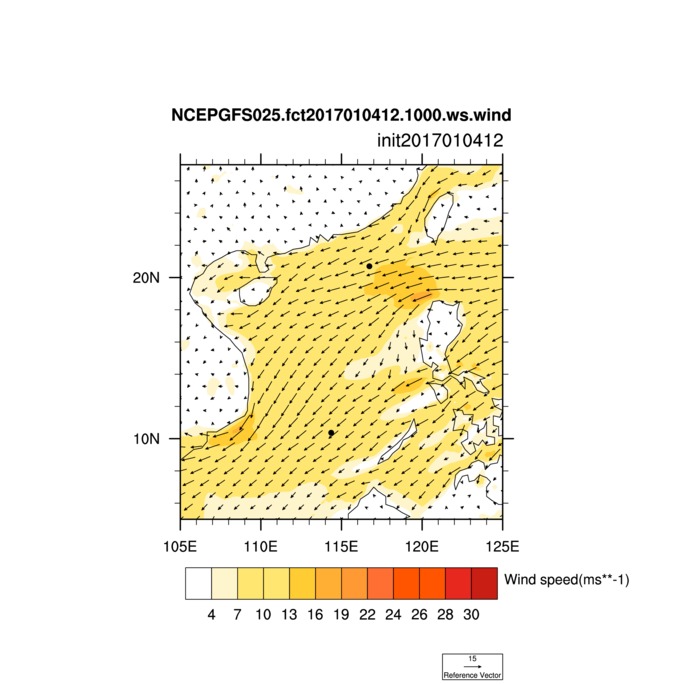 NCEPGFS025.fct2017010412.1000.ws.wind
init2017010412
20N
10N
105E 110E 115E 120E 125E
Wind speed(ms**-1)
4 7 10 13 16 19 22 24 26 28 30
15
Reference Vector